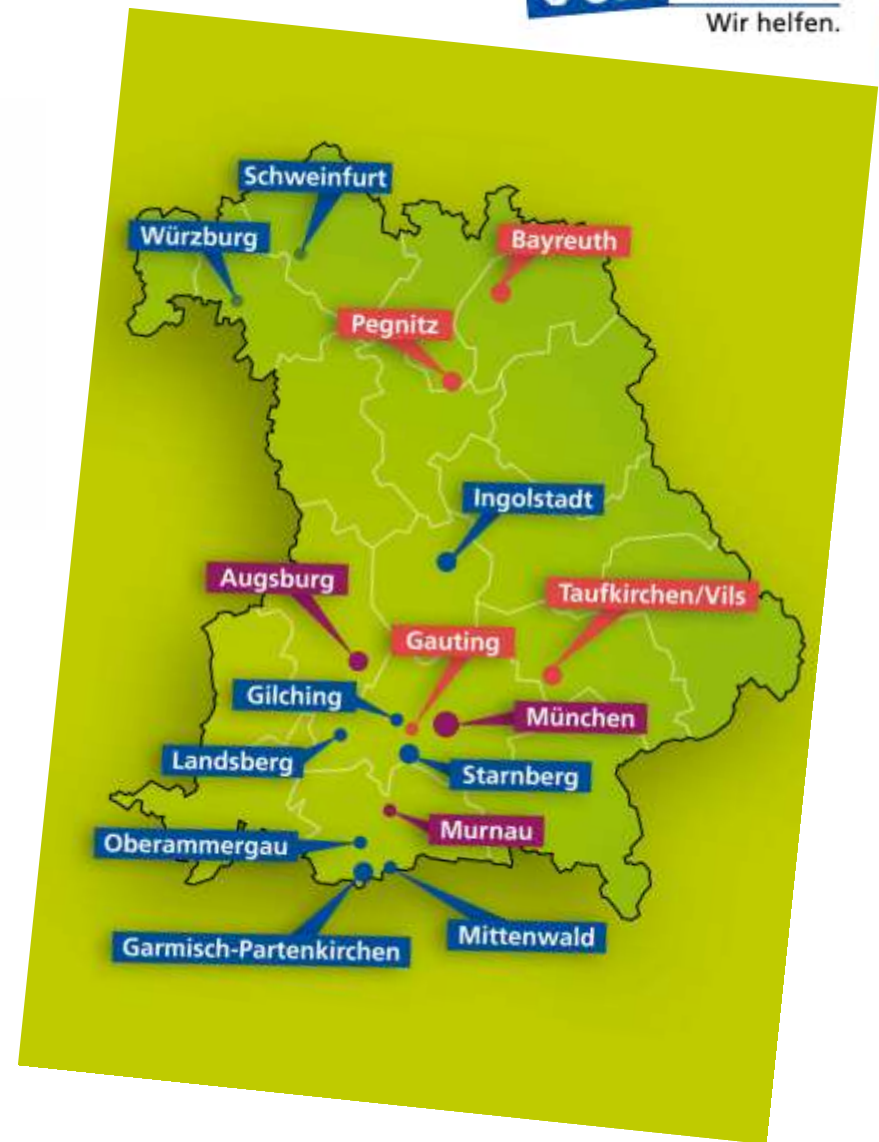 Wir helfen.
Schweinfurt
Würzburg
Bayreuth
Pegnitz
Ingolstadt
Augsburg
Taufkirchen/Vils
Gauting
Gilching
München
Landsberg
Starnberg
Murnau
Oberammergau
Mittenwald
Garmisch-Partenkirchen